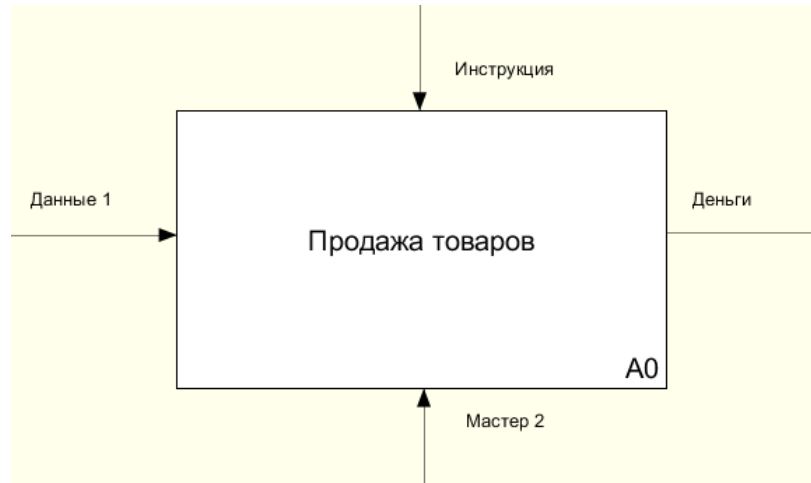 Инструкция
Данные 1
Деньги
Продажа товаров
A0
Мастер 2